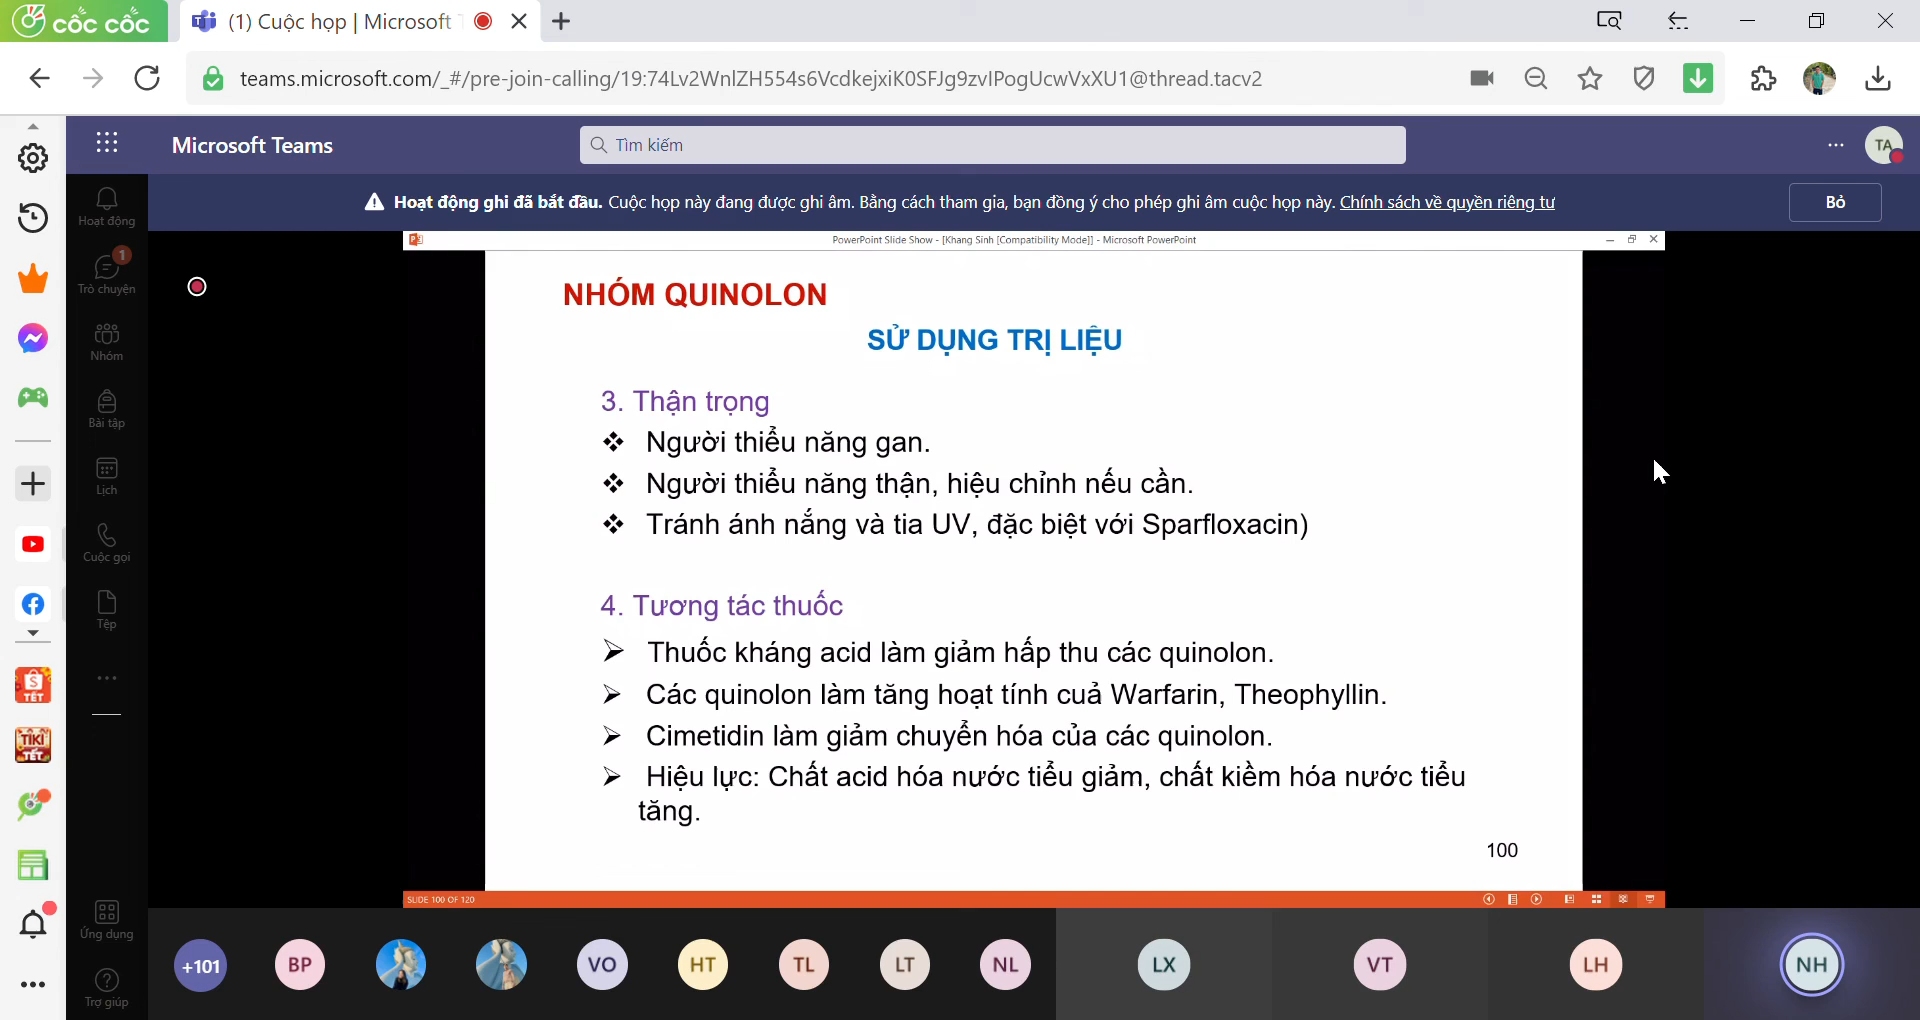 cốc cốc
(1) Cuộc họp | Microsoft T
teams.microsoft.com/_#/pre-join-calling/19:74Lv2WnlZH554s6VcdkejxiK0SFJg9zvlPogUcwVxXU1@thread.tacv2
Microsoft Teams
Tìm kiếm
TA
Hoạt động ghi đã bắt đầu. Cuộc họp này đang được ghi âm. Bằng cách tham gia, bạn đồng ý cho phép ghi âm cuộc họp này. Chính sách về quyền riêng tư
Bỏ
Hoạt động
1
Trò chuyện
Nhóm
Bài tập
Lịch
Cuộc gọi
Tệp
Ứng dụng
Trợ giúp
TẾT
TIKI
TẾT
PowerPoint Slide Show - [Khang Sinh [Compatibility Mode]] - Microsoft PowerPoint
NHÓM QUINOLON
SỬ DỤNG TRỊ LIỆU
3. Thận trọng
❖ Người thiểu năng gan.
❖ Người thiểu năng thận, hiệu chỉnh nếu cần.
❖ Tránh ánh nắng và tia UV, đặc biệt với Sparfloxacin)
4. Tương tác thuốc
➢ Thuốc kháng acid làm giảm hấp thu các quinolon.
➢ Các quinolon làm tăng hoạt tính cuả Warfarin, Theophyllin.
➢ Cimetidin làm giảm chuyển hóa của các quinolon.
➢ Hiệu lực: Chất acid hóa nước tiểu giảm, chất kiềm hóa nước tiểu
tăng.
100
SLIDE 100 OF 120
+101
BP
VO
HT
TL
LT
NL
LX
VT
LH
NH